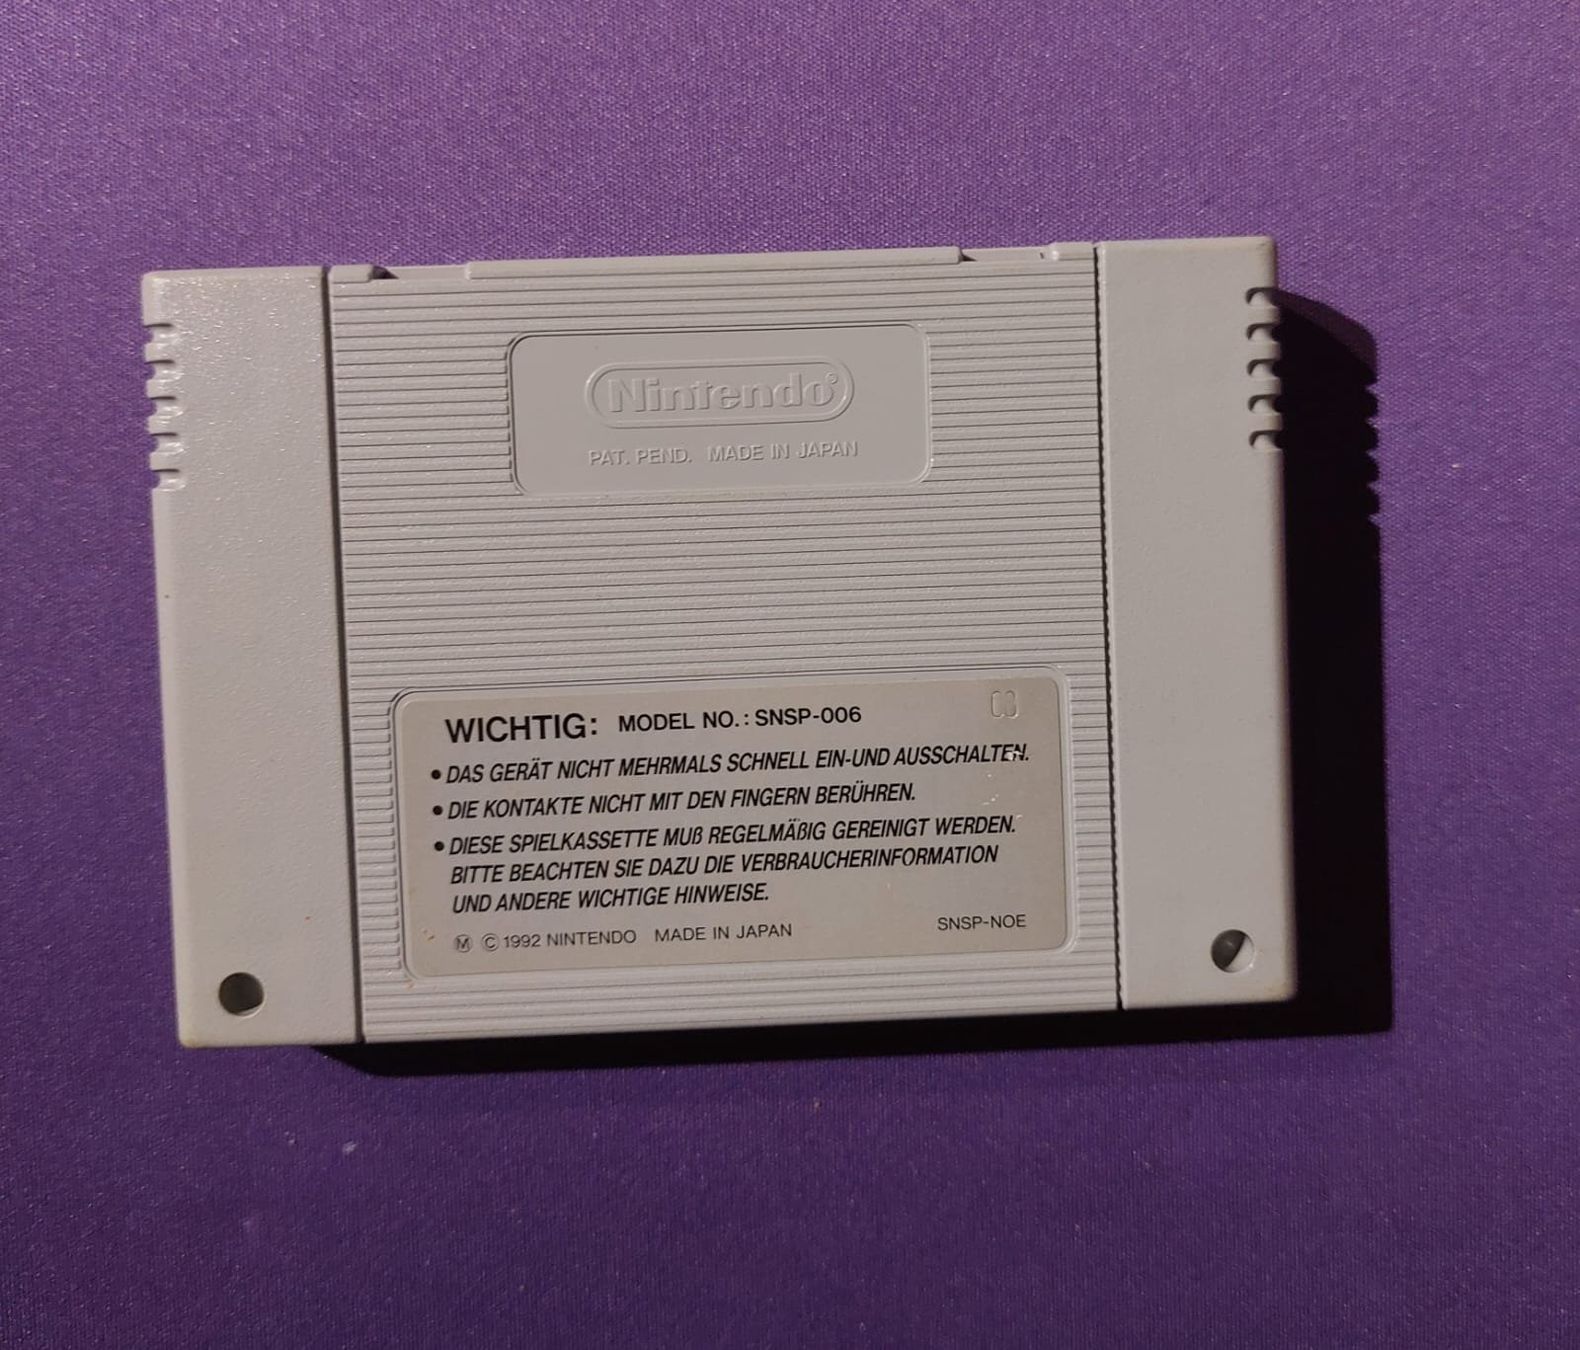 Nintendo®
PAT. PEND. MADE IN JAPAN
WICHTIG: MODEL NO.: SNSP-006
• DAS GERÄT NICHT MEHRMALS SCHNELL EIN-UND AUSSCHALTEN.
• DIE KONTAKTE NICHT MIT DEN FINGERN BERÜHREN.
• DIESE SPIELKASSETTE MUß REGELMÄßIG GEREINIGT WERDEN.
BITTE BEACHTEN SIE DAZU DIE VERBRAUCHERINFORMATION
UND ANDERE WICHTIGE HINWEISE.
Ⓜ © 1992 NINTENDO MADE IN JAPAN SNSP-NOE